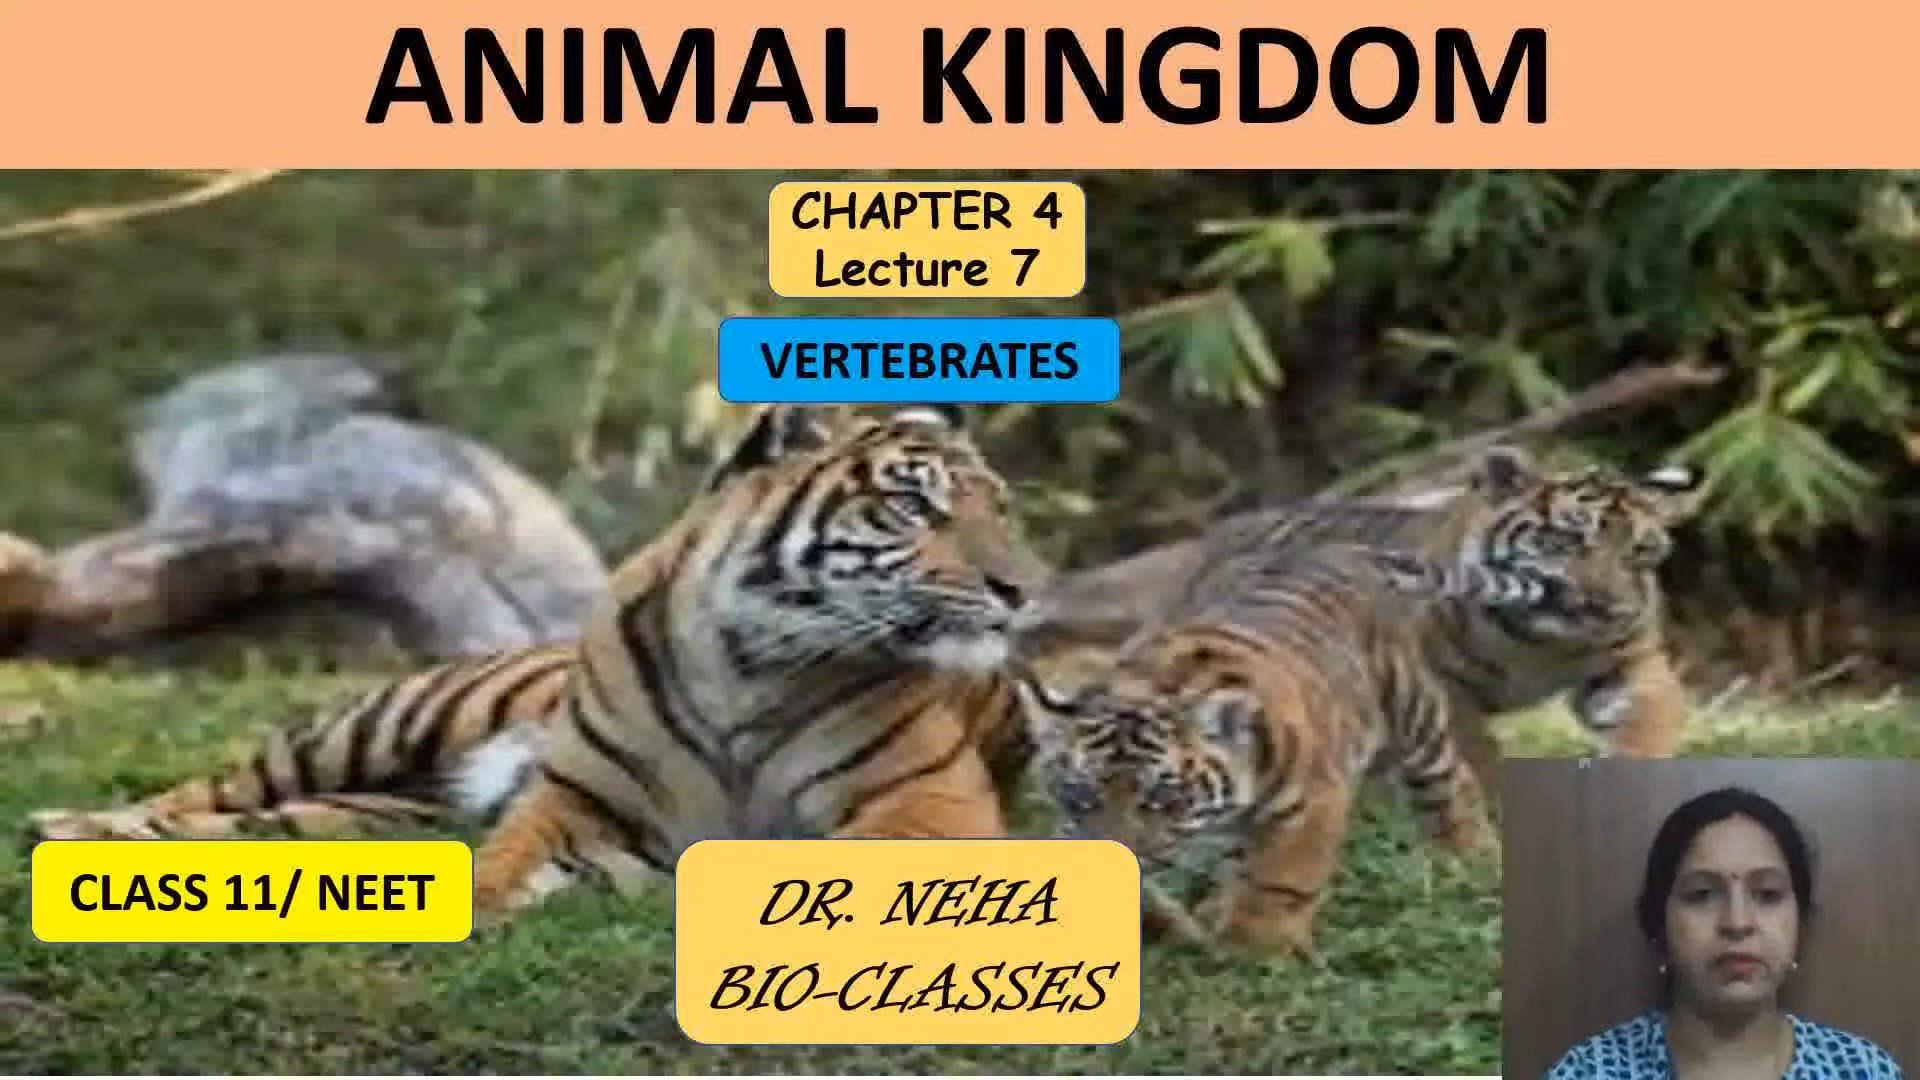 ANIMAL KINGDOM
CHAPTER 4
Lecture 7
VERTEBRATES
CLASS 11/ NEET
DR. NEHA
BIO-CLASSES